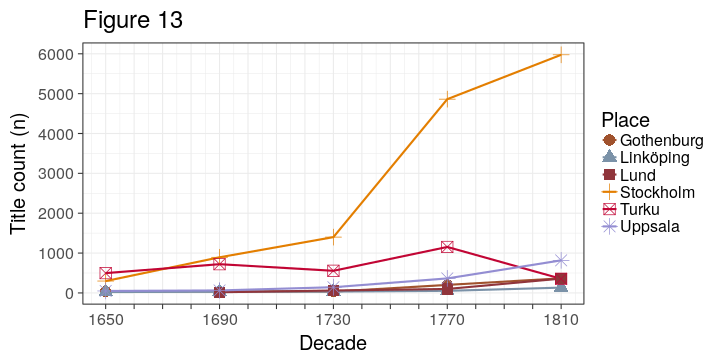 Figure 13
Title count (n)
6000
5000
4000
3000
2000
1000
0
1650 1690 1730 1770 1810
Decade
Place
Gothenburg
Linköping
Lund
Stockholm
Turku
Uppsala